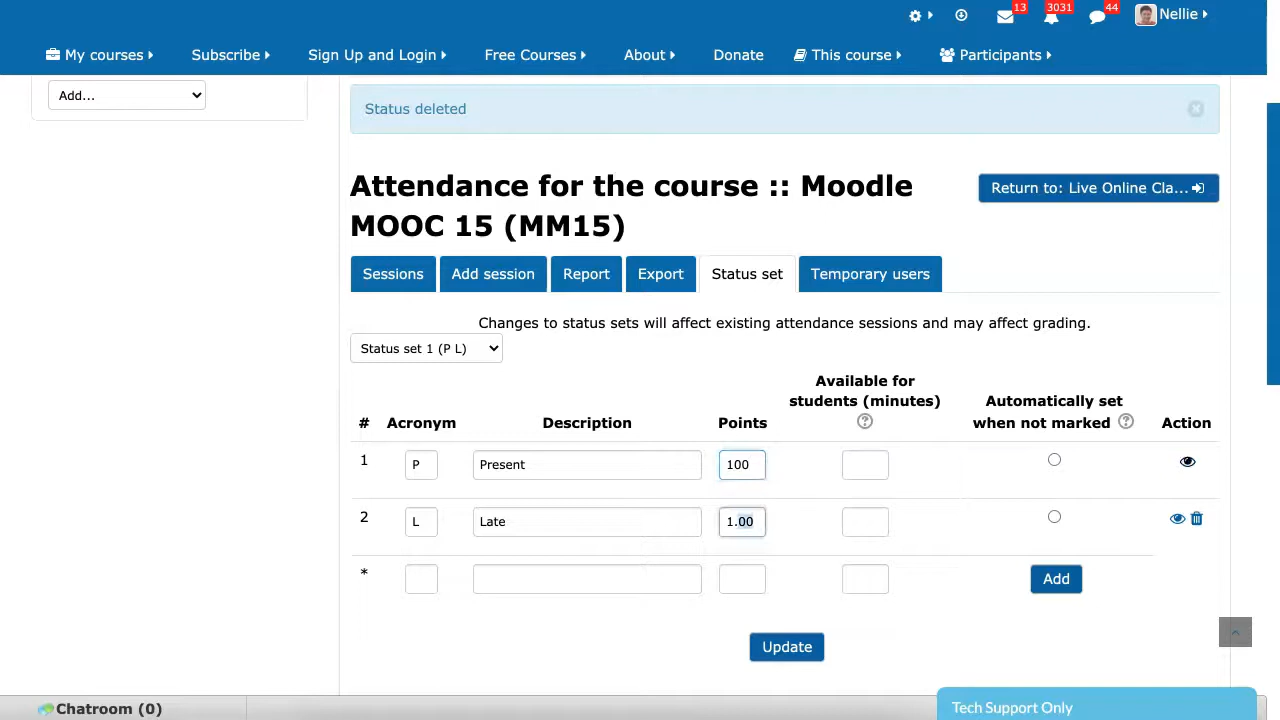 13 3031 44 Nellie
My courses Subscribe Sign Up and Login Free Courses About Donate This course Participants
Add...
Status deleted
Attendance for the course :: Moodle
MOOC 15 (MM15)
Return to: Live Online Cla...
Sessions Add session Report Export Status set Temporary users
Changes to status sets will affect existing attendance sessions and may affect grading.
Status set 1 (P L)
# Acronym Description Points Available for students (minutes) Automatically set when not marked Action
1 P Present 100
2 L Late 1.00
* Add
Update
Chatroom (0)
Tech Support Only